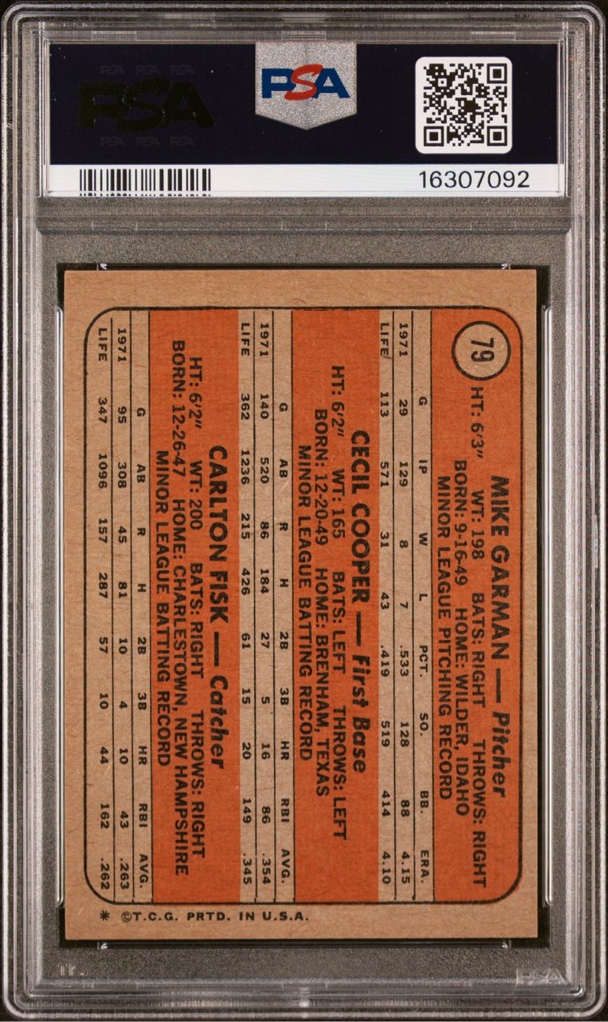 PSA PSA PSA
PSA
PSA PSA PSA
PSA
16307092
79
MIKE GARMAN — Pitcher
HT: 6'3" WT: 198 BATS: RIGHT THROWS: RIGHT
BORN: 9-16-49 HOME: WILDER, IDAHO
MINOR LEAGUE PITCHING RECORD
G IP W L PCT. SO. BB. ERA.
1971 29 129 8 7 .533 128 88 4.15
LIFE 113 571 31 43 .419 519 414 4.10
CECIL COOPER — First Base
HT: 6'2" WT: 165 BATS: LEFT THROWS: LEFT
BORN: 12-20-49 HOME: BRENHAM, TEXAS
MINOR LEAGUE BATTING RECORD
G AB R H 2B 3B HR RBI AVG.
1971 140 520 86 184 27 5 16 86 .354
LIFE 362 1236 215 426 61 15 20 149 .345
CARLTON FISK — Catcher
HT: 6'2" WT: 200 BATS: RIGHT THROWS: RIGHT
BORN: 12-26-47 HOME: CHARLESTOWN, NEW HAMPSHIRE
MINOR LEAGUE BATTING RECORD
G AB R H 2B 3B HR RBI AVG.
1971 95 308 45 81 10 4 10 43 .263
LIFE 347 1096 157 287 57 10 44 162 .262
* ©T.C.G. PRTD. IN U.S.A.
PSA